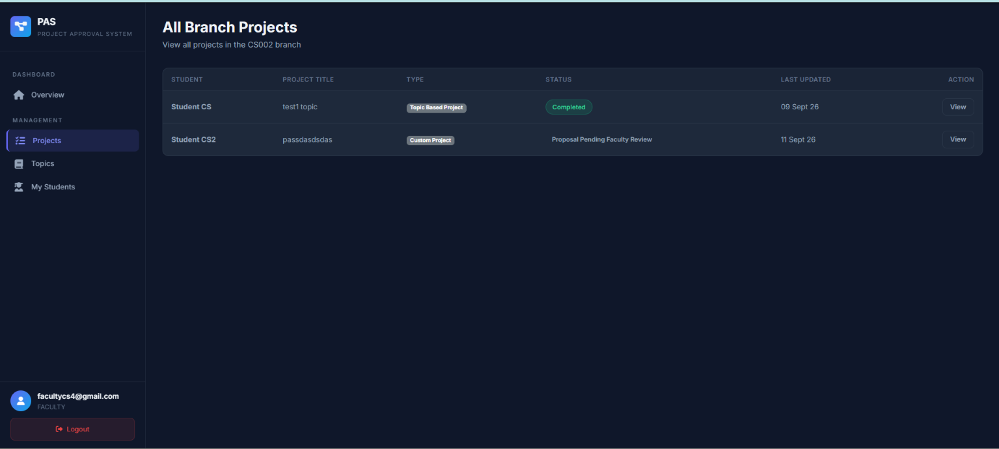 PAS
PROJECT APPROVAL SYSTEM
DASHBOARD
Overview
MANAGEMENT
Projects
Topics
My Students
facultycs4@gmail.com
FACULTY
Logout
All Branch Projects
View all projects in the CS002 branch
STUDENT PROJECT TITLE TYPE STATUS LAST UPDATED ACTION
Student CS test1 topic Topic Based Project Completed 09 Sept 26 View
Student CS2 passdasdsdas Custom Project Proposal Pending Faculty Review 11 Sept 26 View